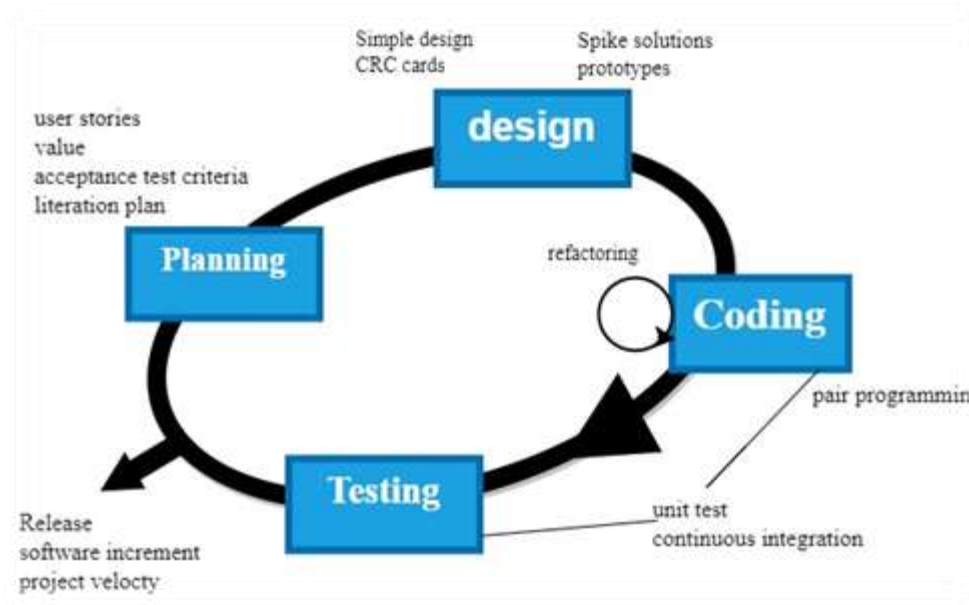 Simple design
CRC cards
Spike solutions
prototypes
design
user stories
value
acceptance test criteria
literation plan
Planning
refactoring
Coding
pair programmin
Testing
unit test
continuous integration
Release
software increment
project velocty